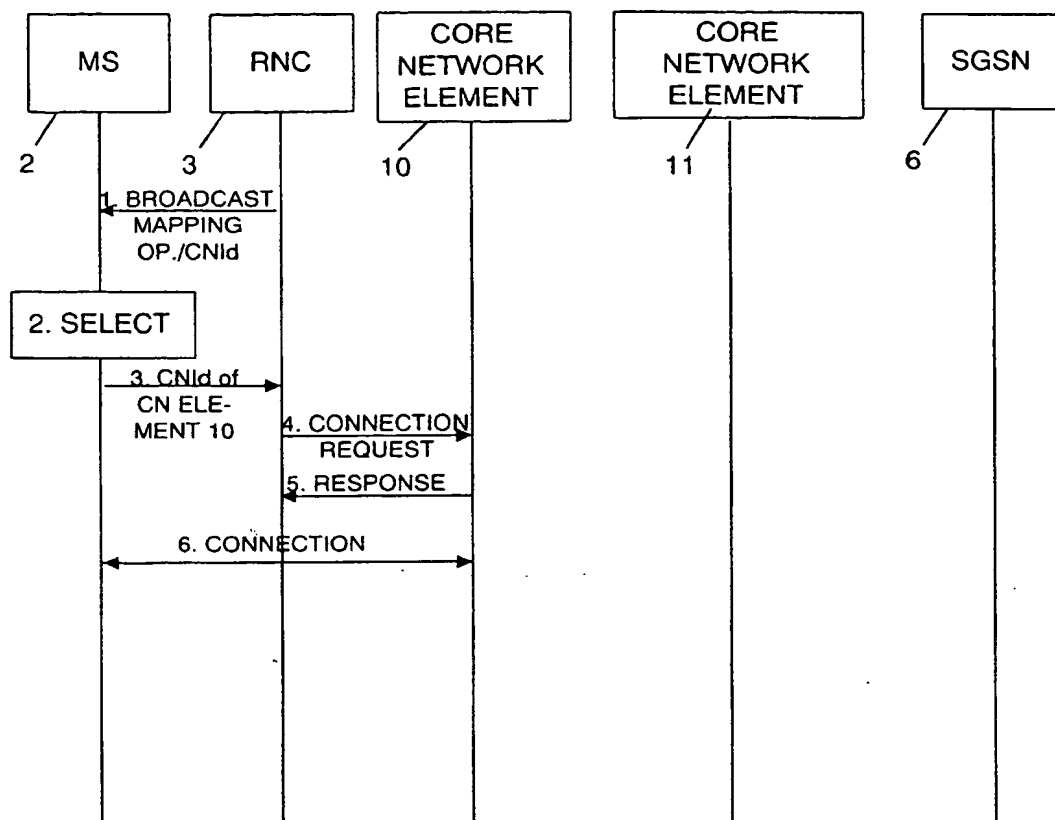 MS
RNC
CORE
NETWORK
ELEMENT
CORE
NETWORK
ELEMENT
SGSN
2
3
10
11
6
1. BROADCAST
MAPPING
OP./CNId
2. SELECT
3. CNId of
CN ELE-
MENT 10
4. CONNECTION
REQUEST
5. RESPONSE
6. CONNECTION